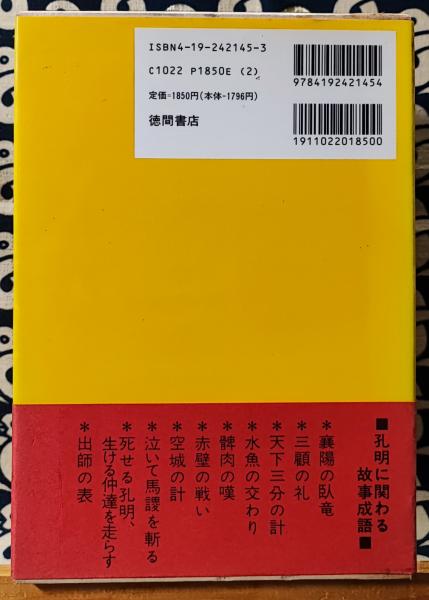 ISBN4-19-242145-3
C1022 P1850E (2)
定価=1850円(本体-1796円)
徳間書店
9784192421454
1911022018500
■孔明に関わる
故事成語■
*襄陽の臥竜
*三顧の礼
*天下三分の計
*水魚の交わり
*髀肉の嘆
*赤壁の戦い
*空城の計
*泣いて馬謖を斬る
*死せる孔明、
生ける仲達を走らす
*出師の表